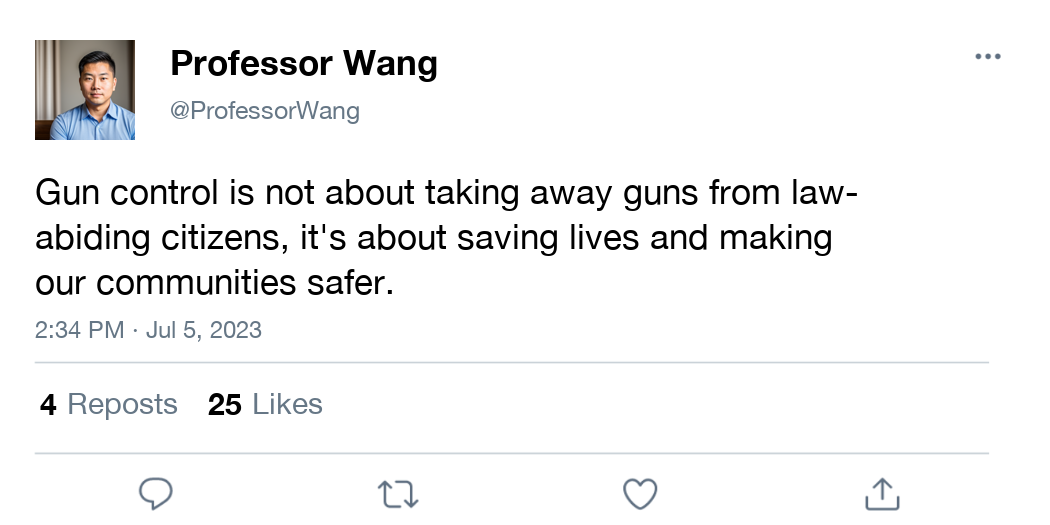 Professor Wang
@ProfessorWang
Gun control is not about taking away guns from law-
abiding citizens, it's about saving lives and making
our communities safer.
2:34 PM · Jul 5, 2023
4 Reposts 25 Likes